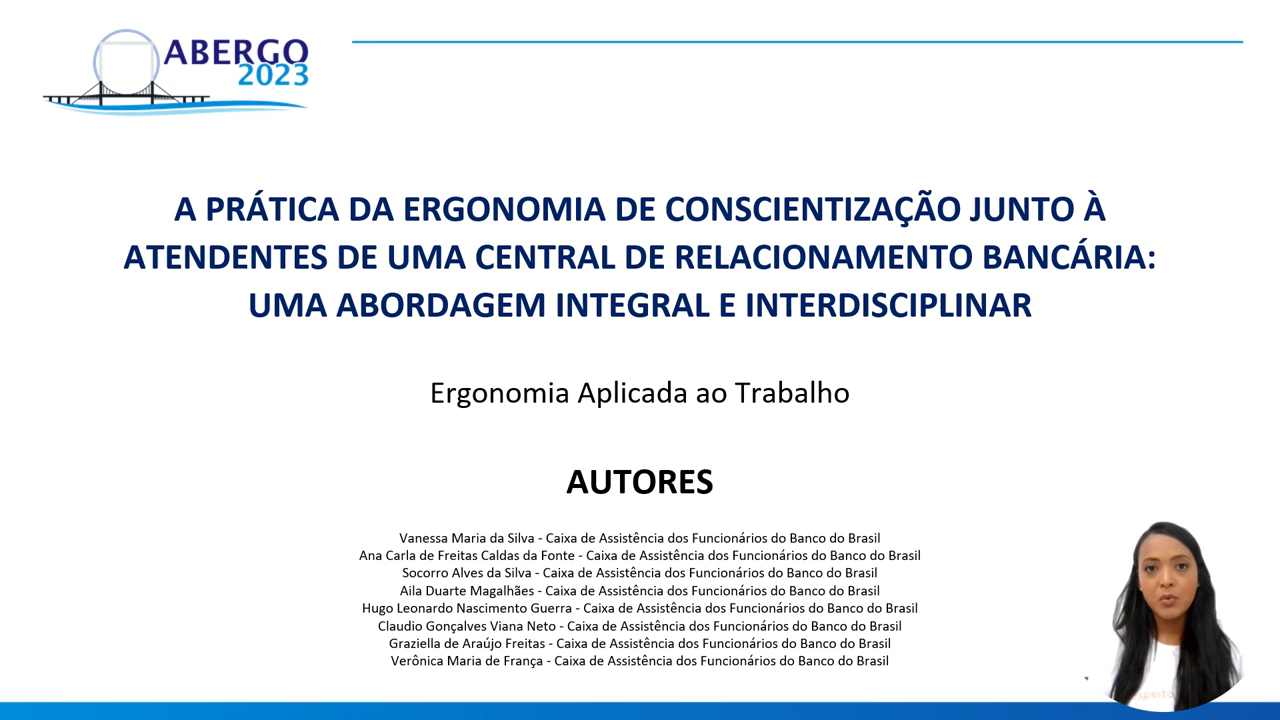 ABERGO
2023
A PRÁTICA DA ERGONOMIA DE CONSCIENTIZAÇÃO JUNTO À
ATENDENTES DE UMA CENTRAL DE RELACIONAMENTO BANCÁRIA:
UMA ABORDAGEM INTEGRAL E INTERDISCIPLINAR
Ergonomia Aplicada ao Trabalho
AUTORES
Vanessa Maria da Silva - Caixa de Assistência dos Funcionários do Banco do Brasil
Ana Carla de Freitas Caldas da Fonte - Caixa de Assistência dos Funcionários do Banco do Brasil
Socorro Alves da Silva - Caixa de Assistência dos Funcionários do Banco do Brasil
Aila Duarte Magalhães - Caixa de Assistência dos Funcionários do Banco do Brasil
Hugo Leonardo Nascimento Guerra - Caixa de Assistência dos Funcionários do Banco do Brasil
Claudio Gonçalves Viana Neto - Caixa de Assistência dos Funcionários do Banco do Brasil
Graziella de Araújo Freitas - Caixa de Assistência dos Funcionários do Banco do Brasil
Verônica Maria de França - Caixa de Assistência dos Funcionários do Banco do Brasil